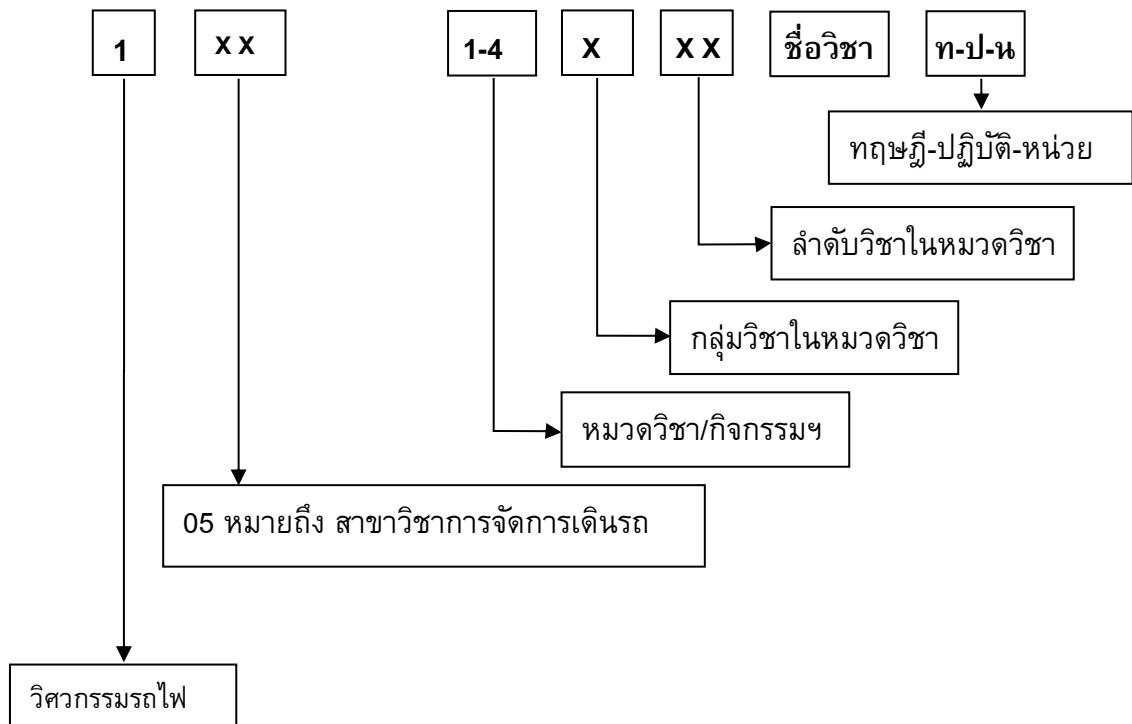 1 X X 1-4 X X X ชื่อวิชา ท-ป-น
ทฤษฎี-ปฏิบัติ-หน่วย
ลำดับวิชาในหมวดวิชา
กลุ่มวิชาในหมวดวิชา
หมวดวิชา/กิจกรรมฯ
05 หมายถึง สาขาวิชาการจัดการเดินรถ
วิศวกรรมรถไฟ